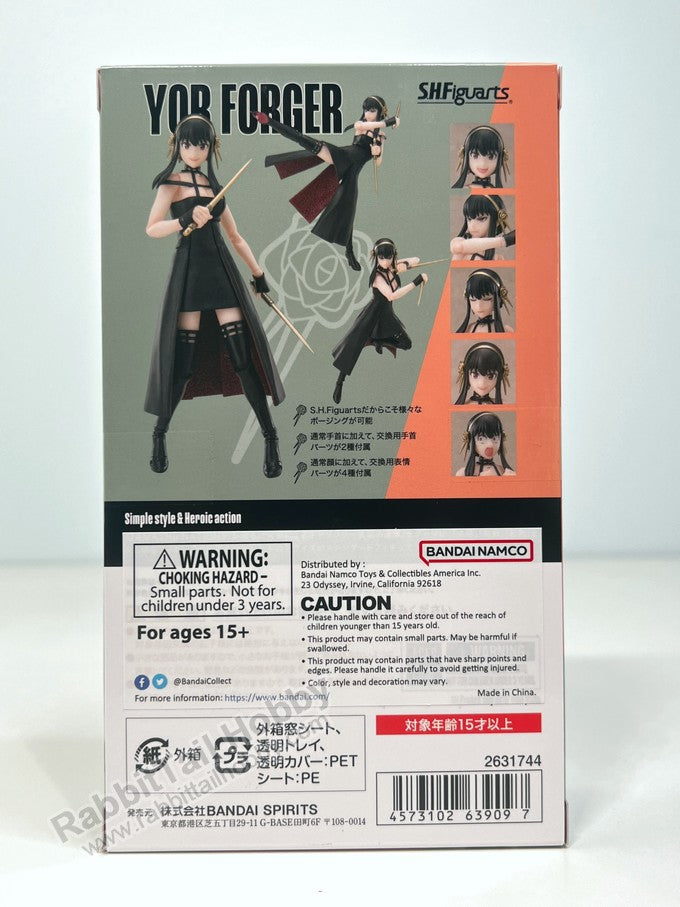 YOR FORGER
S.H.Figuarts
S.H.Figuartsだからこそ様々な
ポージングが可能
通常手首に加えて、交換用手首
パーツが2種付属
通常顔に加えて、交換用表情
パーツが4種付属
Simple style & Heroic action
WARNING:
CHOKING HAZARD –
Small parts. Not for
children under 3 years.
For ages 15+
@BandaiCollect
For more information: https://www.bandai.com/
BANDAI NAMCO
Distributed by :
Bandai Namco Toys & Collectibles America Inc.
23 Odyssey, Irvine, California 92618
CAUTION
• Please handle with care and store out of the reach of
children younger than 15 years old.
• This product may contain small parts. May be harmful if
swallowed.
• This product may contain parts that have sharp points and
edges. Please handle it carefully to avoid getting injured.
• Color, style and decoration may vary.
Made in China.
紙 外箱
プラ
外箱窓シート、
透明トレイ、
透明カバー:PET
シート:PE
対象年齢15才以上
2631744
4573102 63909 7
発売元 株式会社BANDAI SPIRITS
東京都港区芝五丁目29-11 G-BASE田町6F 〒108-0014
RabbitTail Hobby